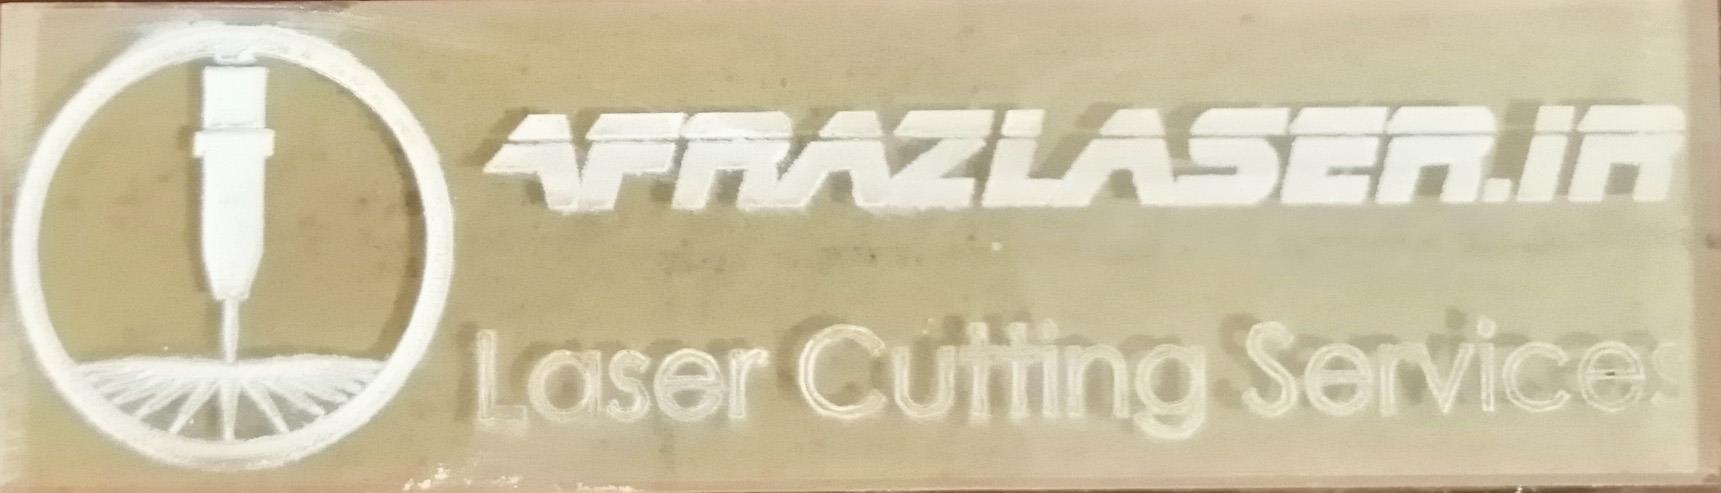 AFRAZLASER.IR
Laser Cutting Services